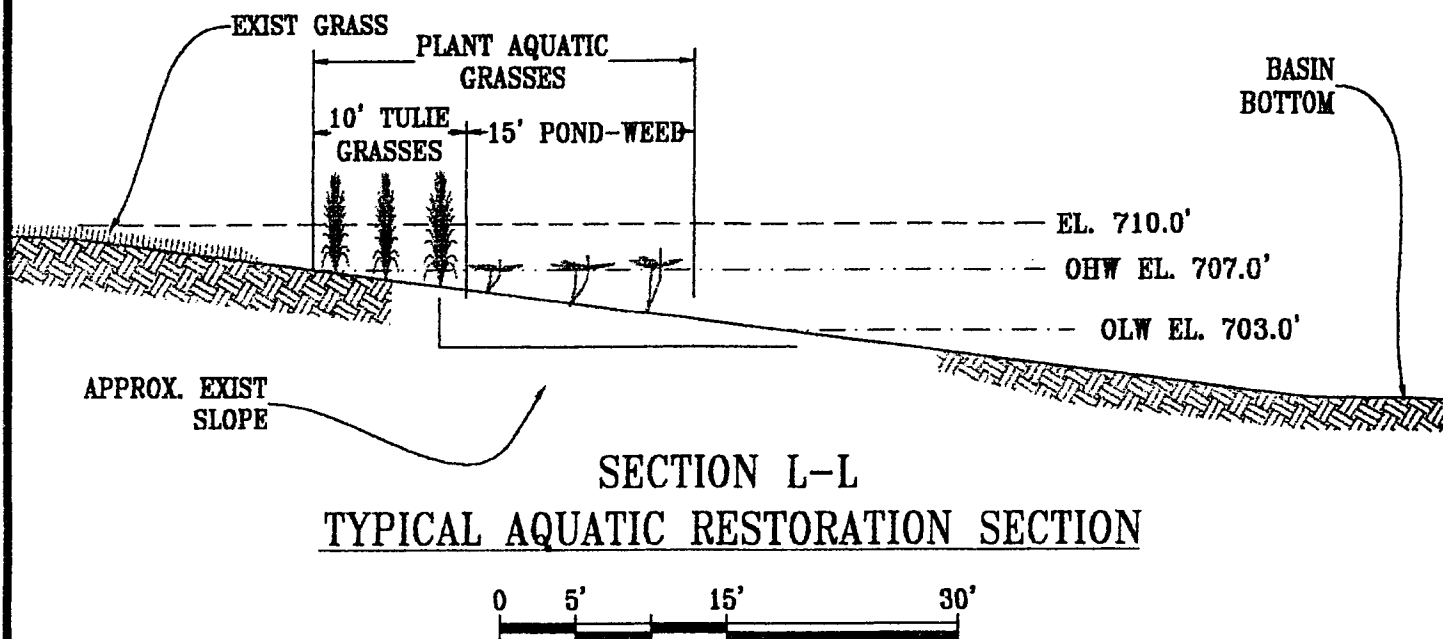 EXIST GRASS
PLANT AQUATIC
GRASSES
BASIN
BOTTOM
10' TULIE
GRASSES
15' POND-WEED
EL. 710.0'
OHW EL. 707.0'
OLW EL. 703.0'
APPROX. EXIST
SLOPE
SECTION L-L
TYPICAL AQUATIC RESTORATION SECTION
0 5' 15' 30'